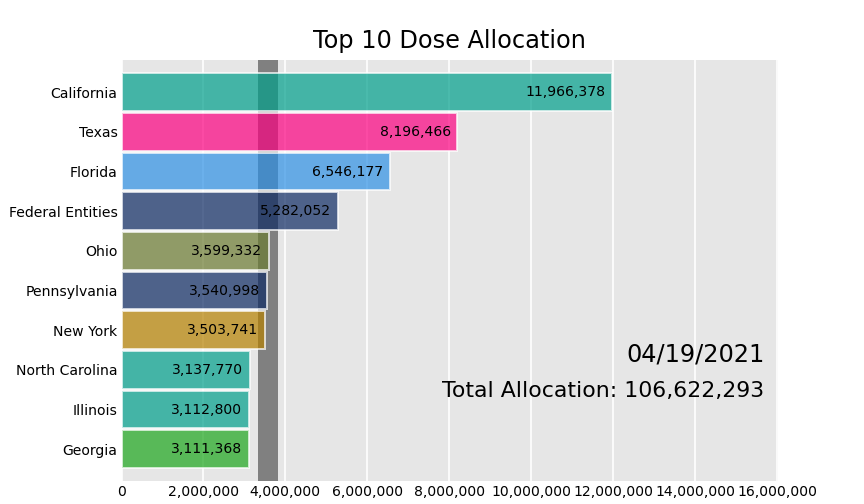 Top 10 Dose Allocation
California 11,966,378
Texas 8,196,466
Florida 6,546,177
Federal Entities 5,282,052
Ohio 3,599,332
Pennsylvania 3,540,998
New York 3,503,741
04/19/2021
North Carolina 3,137,770
Total Allocation: 106,622,293
Illinois 3,112,800
Georgia 3,111,368
0 2,000,000 4,000,000 6,000,000 8,000,000 10,000,000 12,000,000 14,000,000 16,000,000